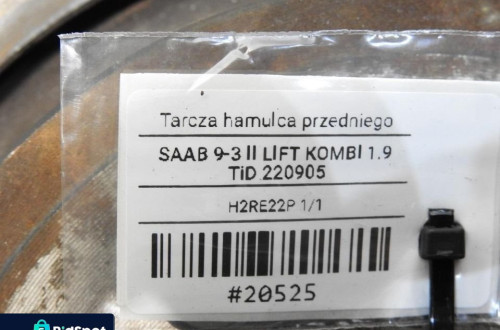 Tarcza hamulca przedniego
SAAB 9-3 II LIFT KOMBI 1.9
TiD 220905
H2RE22P 1/1
#20525